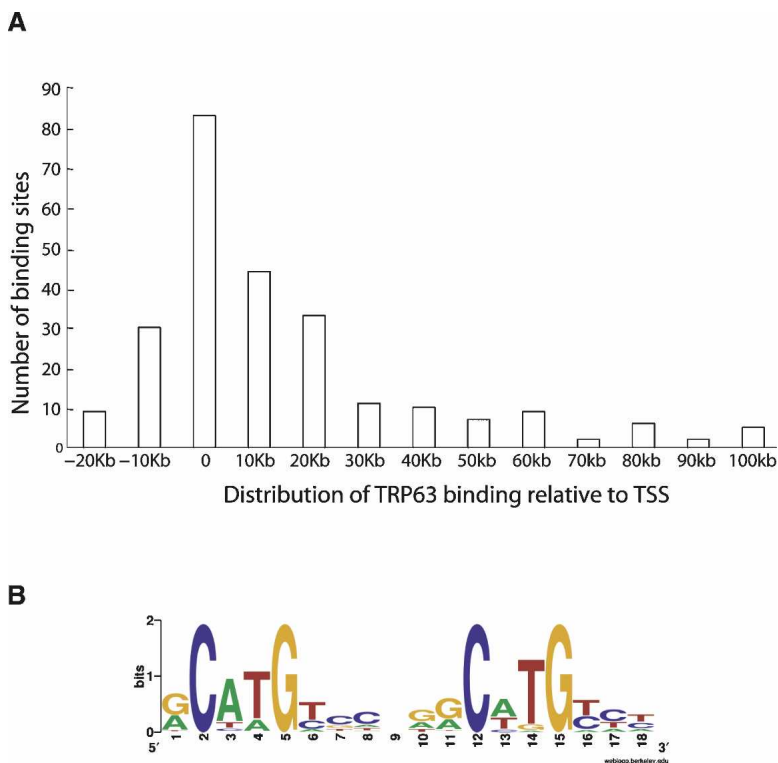 A
90
80
70
60
50
40
30
20
10
0
Number of binding sites
−20Kb −10Kb 0 10Kb 20Kb 30Kb 40Kb 50kb 60kb 70kb 80kb 90kb 100kb
Distribution of TRP63 binding relative to TSS
B
2
1
0
bits
G A C A T T A G T C C C G A G A C A T T G G T C C T T C
5′ 1 2 3 4 5 6 7 8 9 10 11 12 13 14 15 16 17 18 3′
weblogo.berkeley.edu